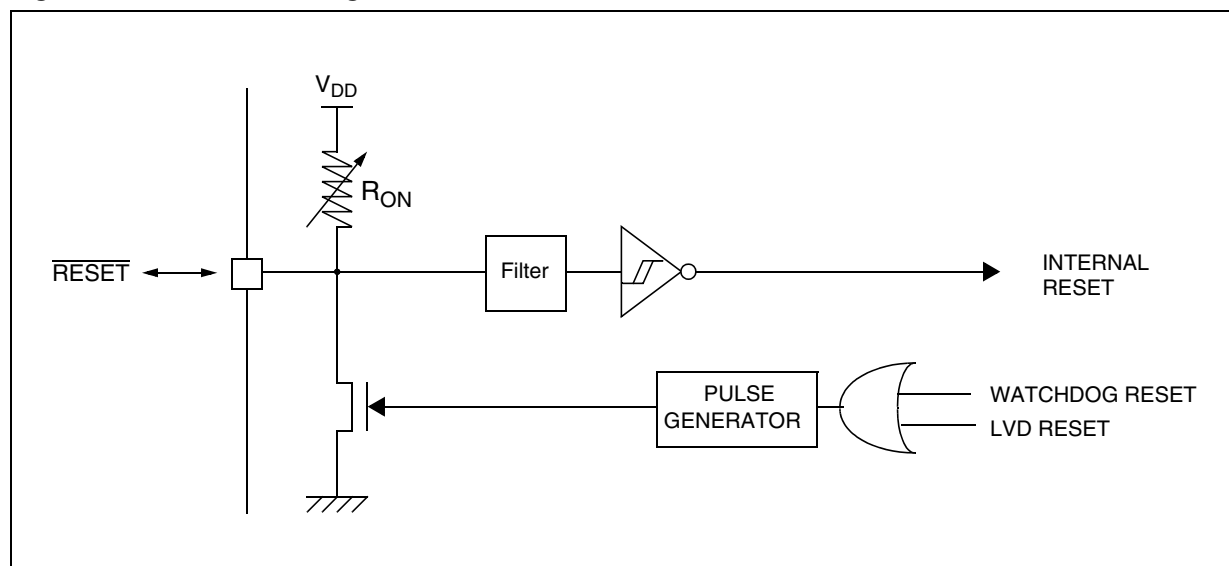 VDD
RON
RESET
Filter
INTERNAL
RESET
PULSE
GENERATOR
WATCHDOG RESET
LVD RESET